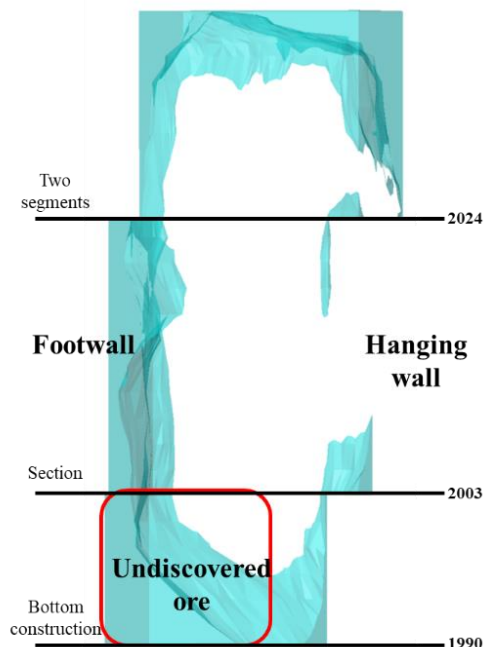 Two
segments
2024
Footwall
Hanging
wall
Section
2003
Undiscovered
ore
Bottom
construction
1990